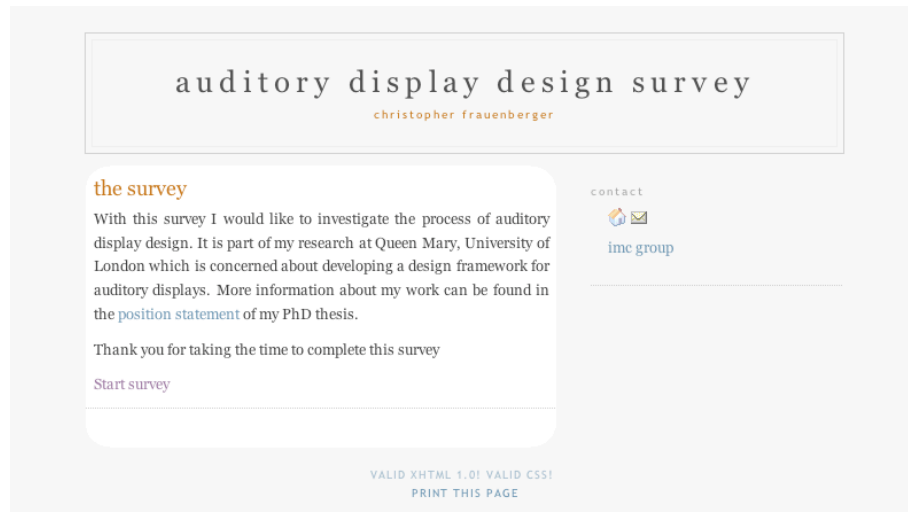 auditory display design survey
christopher frauenberger
the survey
With this survey I would like to investigate the process of auditory
display design. It is part of my research at Queen Mary, University of
London which is concerned about developing a design framework for
auditory displays. More information about my work can be found in
the position statement of my PhD thesis.
Thank you for taking the time to complete this survey
Start survey
contact
imc group
VALID XHTML 1.0! VALID CSS!
PRINT THIS PAGE